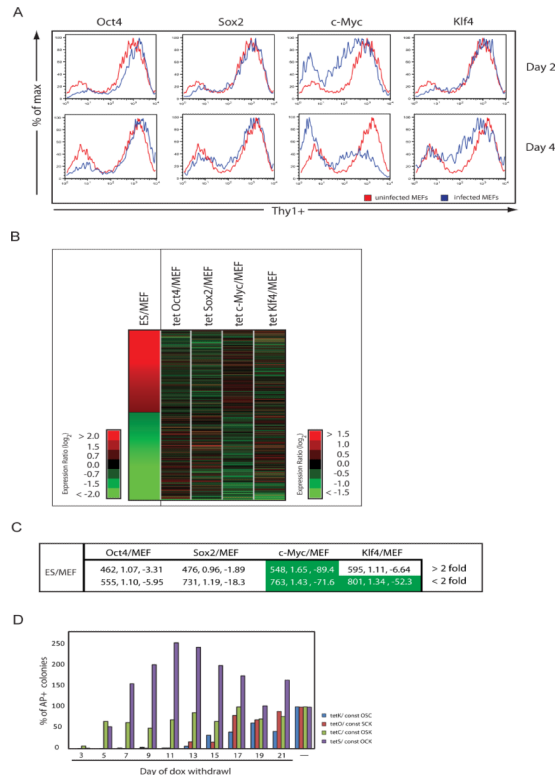 A
Oct4 Sox2 c-Myc Klf4
% of max
Day 2
Day 4
Thy1+
uninfected MEFs infected MEFs
B
ES/MEF tet Oct4/MEF tet Sox2/MEF tet c-Myc/MEF tet Klf4/MEF
Expression Ratio (log2)
> 2.0
1.5
0.7
0.0
-0.7
-1.5
< -2.0
Expression Ratio (log2)
> 1.5
1.0
0.5
0.0
-0.5
-1.0
< -1.5
C
Oct4/MEF Sox2/MEF c-Myc/MEF Klf4/MEF
ES/MEF
462, 1.07, -3.31 476, 0.96, -1.89 548, 1.65, -89.4 595, 1.11, -6.64 > 2 fold
555, 1.10, -5.95 731, 1.19, -18.3 763, 1.43, -71.6 801, 1.34, -52.3 < 2 fold
D
% of AP+ colonies
250
200
150
100
50
0
3 5 7 9 11 13 15 17 19 21 —
Day of dox withdrawl
tetK/ const OSC
tetO/ const SCK
tetC/ const OSK
tetS/ const OCK